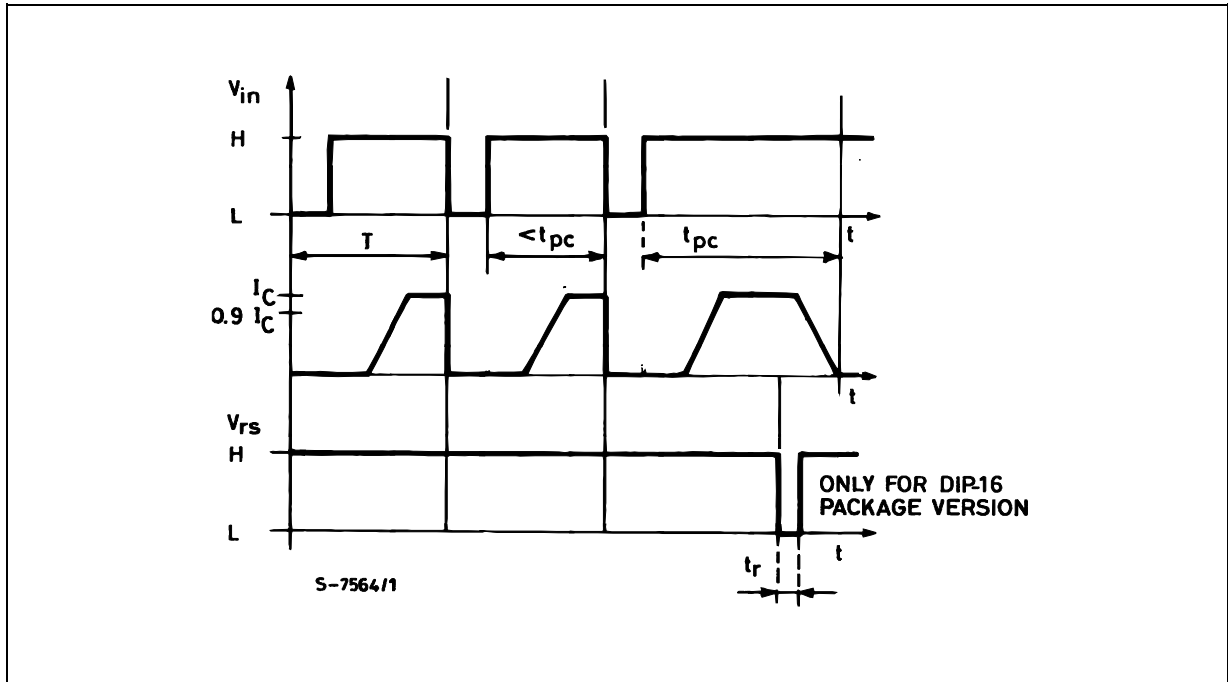 Vin
H
L
t
T
<tpc
tpc
IC
0.9 IC
t
Vrs
H
L
ONLY FOR DIP-16
PACKAGE VERSION
t
tr
S-7564/1